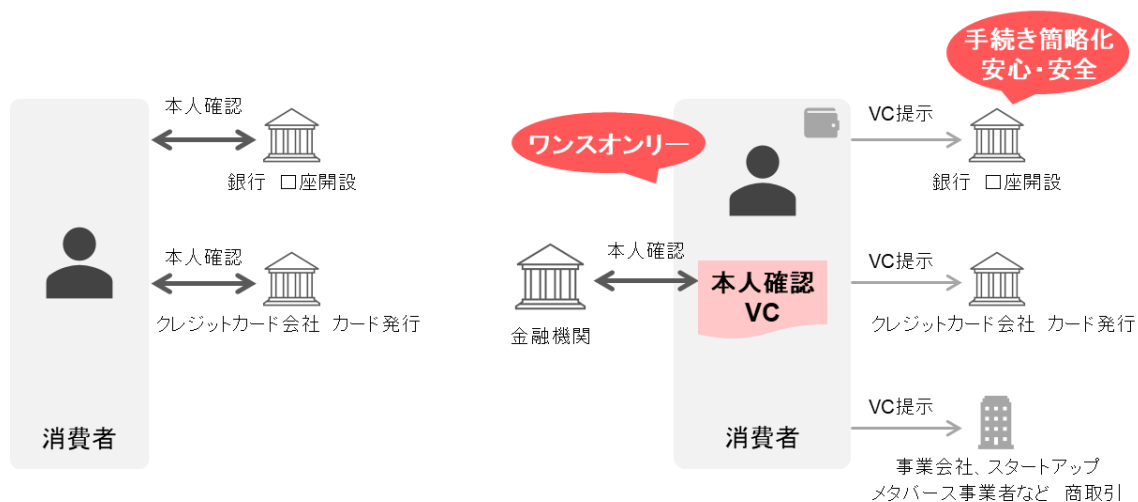 本人確認
銀行 口座開設
本人確認
クレジットカード会社 カード発行
消費者
ワンスオンリー
手続き簡略化
安心・安全
VC提示
銀行 口座開設
本人確認
金融機関
本人確認
VC
VC提示
クレジットカード会社 カード発行
VC提示
消費者
事業会社、スタートアップ
メタバース事業者など 商取引